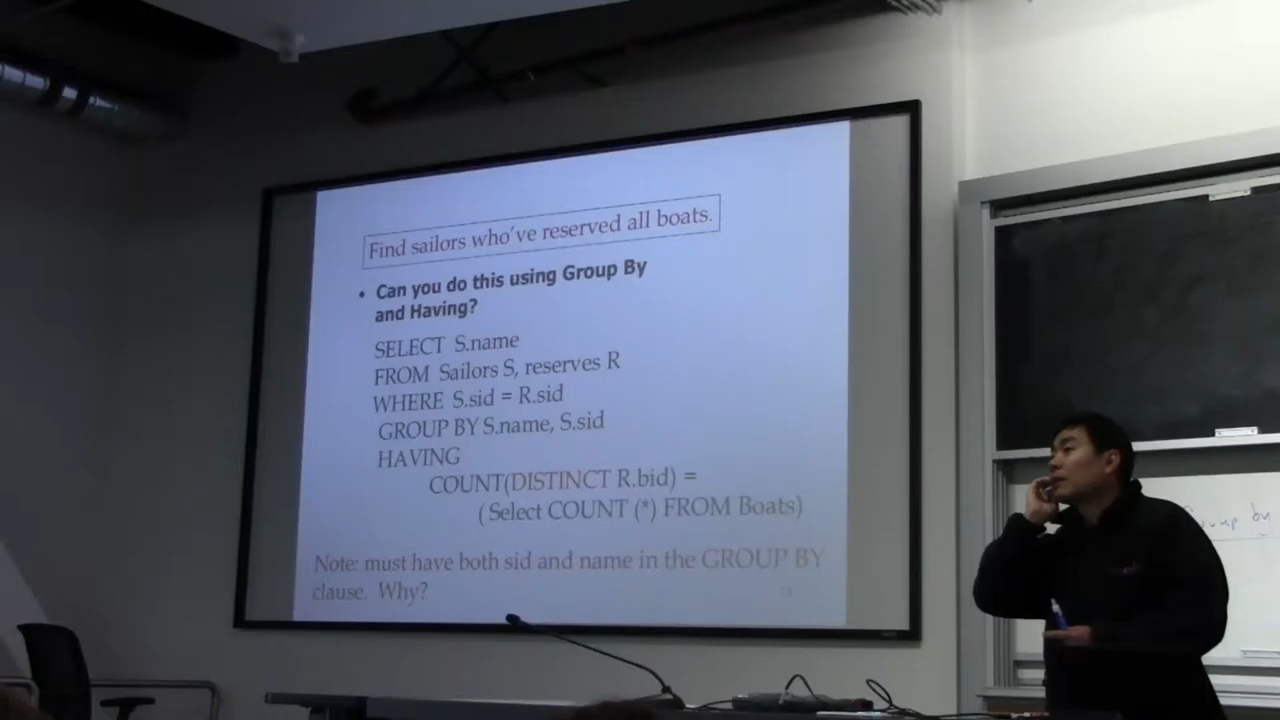 Find sailors who've reserved all boats.
• Can you do this using Group By
and Having?
SELECT S.name
FROM Sailors S, reserves R
WHERE S.sid = R.sid
GROUP BY S.name, S.sid
HAVING
COUNT(DISTINCT R.bid) =
( Select COUNT (*) FROM Boats)
Note: must have both sid and name in the GROUP BY
clause. Why?
Group by